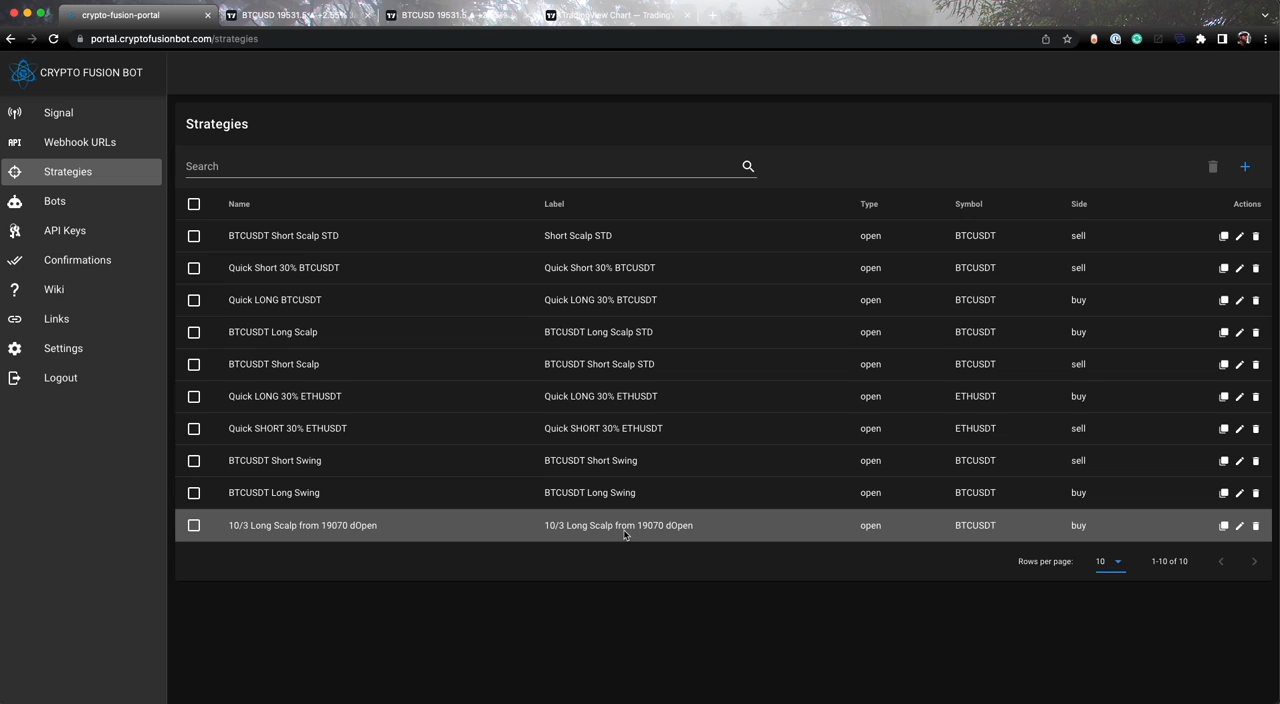 crypto-fusion-portal
BTCUSD 19531.5 ▲ +2.55%
BTCUSD 19531.5 ▲
TradingView Chart — Trading
portal.cryptofusionbot.com/strategies
CRYPTO FUSION BOT
Signal
API Webhook URLs
Strategies
Bots
API Keys
Confirmations
Wiki
Links
Settings
Logout
Strategies
Search
Name Label Type Symbol Side Actions
BTCUSDT Short Scalp STD Short Scalp STD open BTCUSDT sell
Quick Short 30% BTCUSDT Quick Short 30% BTCUSDT open BTCUSDT sell
Quick LONG BTCUSDT Quick LONG 30% BTCUSDT open BTCUSDT buy
BTCUSDT Long Scalp BTCUSDT Long Scalp STD open BTCUSDT buy
BTCUSDT Short Scalp BTCUSDT Short Scalp STD open BTCUSDT sell
Quick LONG 30% ETHUSDT Quick LONG 30% ETHUSDT open ETHUSDT buy
Quick SHORT 30% ETHUSDT Quick SHORT 30% ETHUSDT open ETHUSDT sell
BTCUSDT Short Swing BTCUSDT Short Swing open BTCUSDT sell
BTCUSDT Long Swing BTCUSDT Long Swing open BTCUSDT buy
10/3 Long Scalp from 19070 dOpen 10/3 Long Scalp from 19070 dOpen open BTCUSDT buy
Rows per page: 10 1-10 of 10